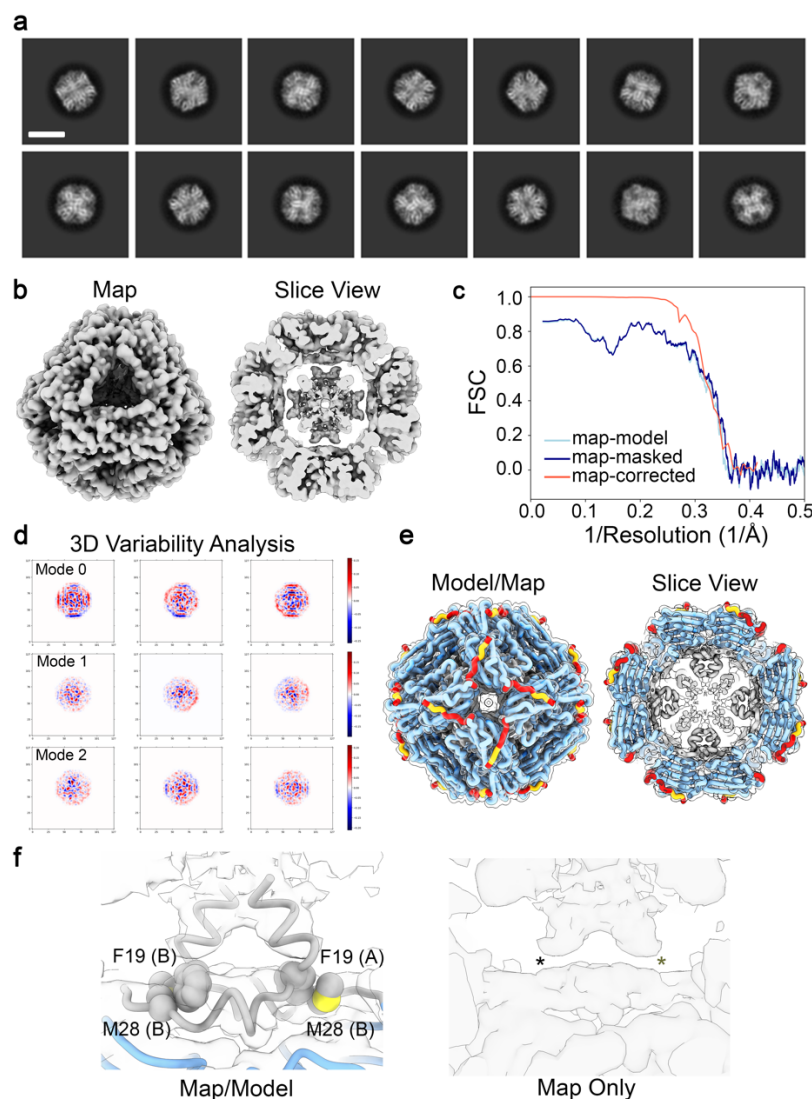 a
b
Map
Slice View
c
FSC
1.0
0.8
0.6
0.4
0.2
0.0
map-model
map-masked
map-corrected
0.0
0.1
0.2
0.3
0.4
0.5
1/Resolution (1/Å)
d
3D Variability Analysis
Mode 0
Mode 1
Mode 2
e
Model/Map
Slice View
f
F19 (B)
F19 (A)
M28 (B)
M28 (B)
Map/Model
* *
Map Only